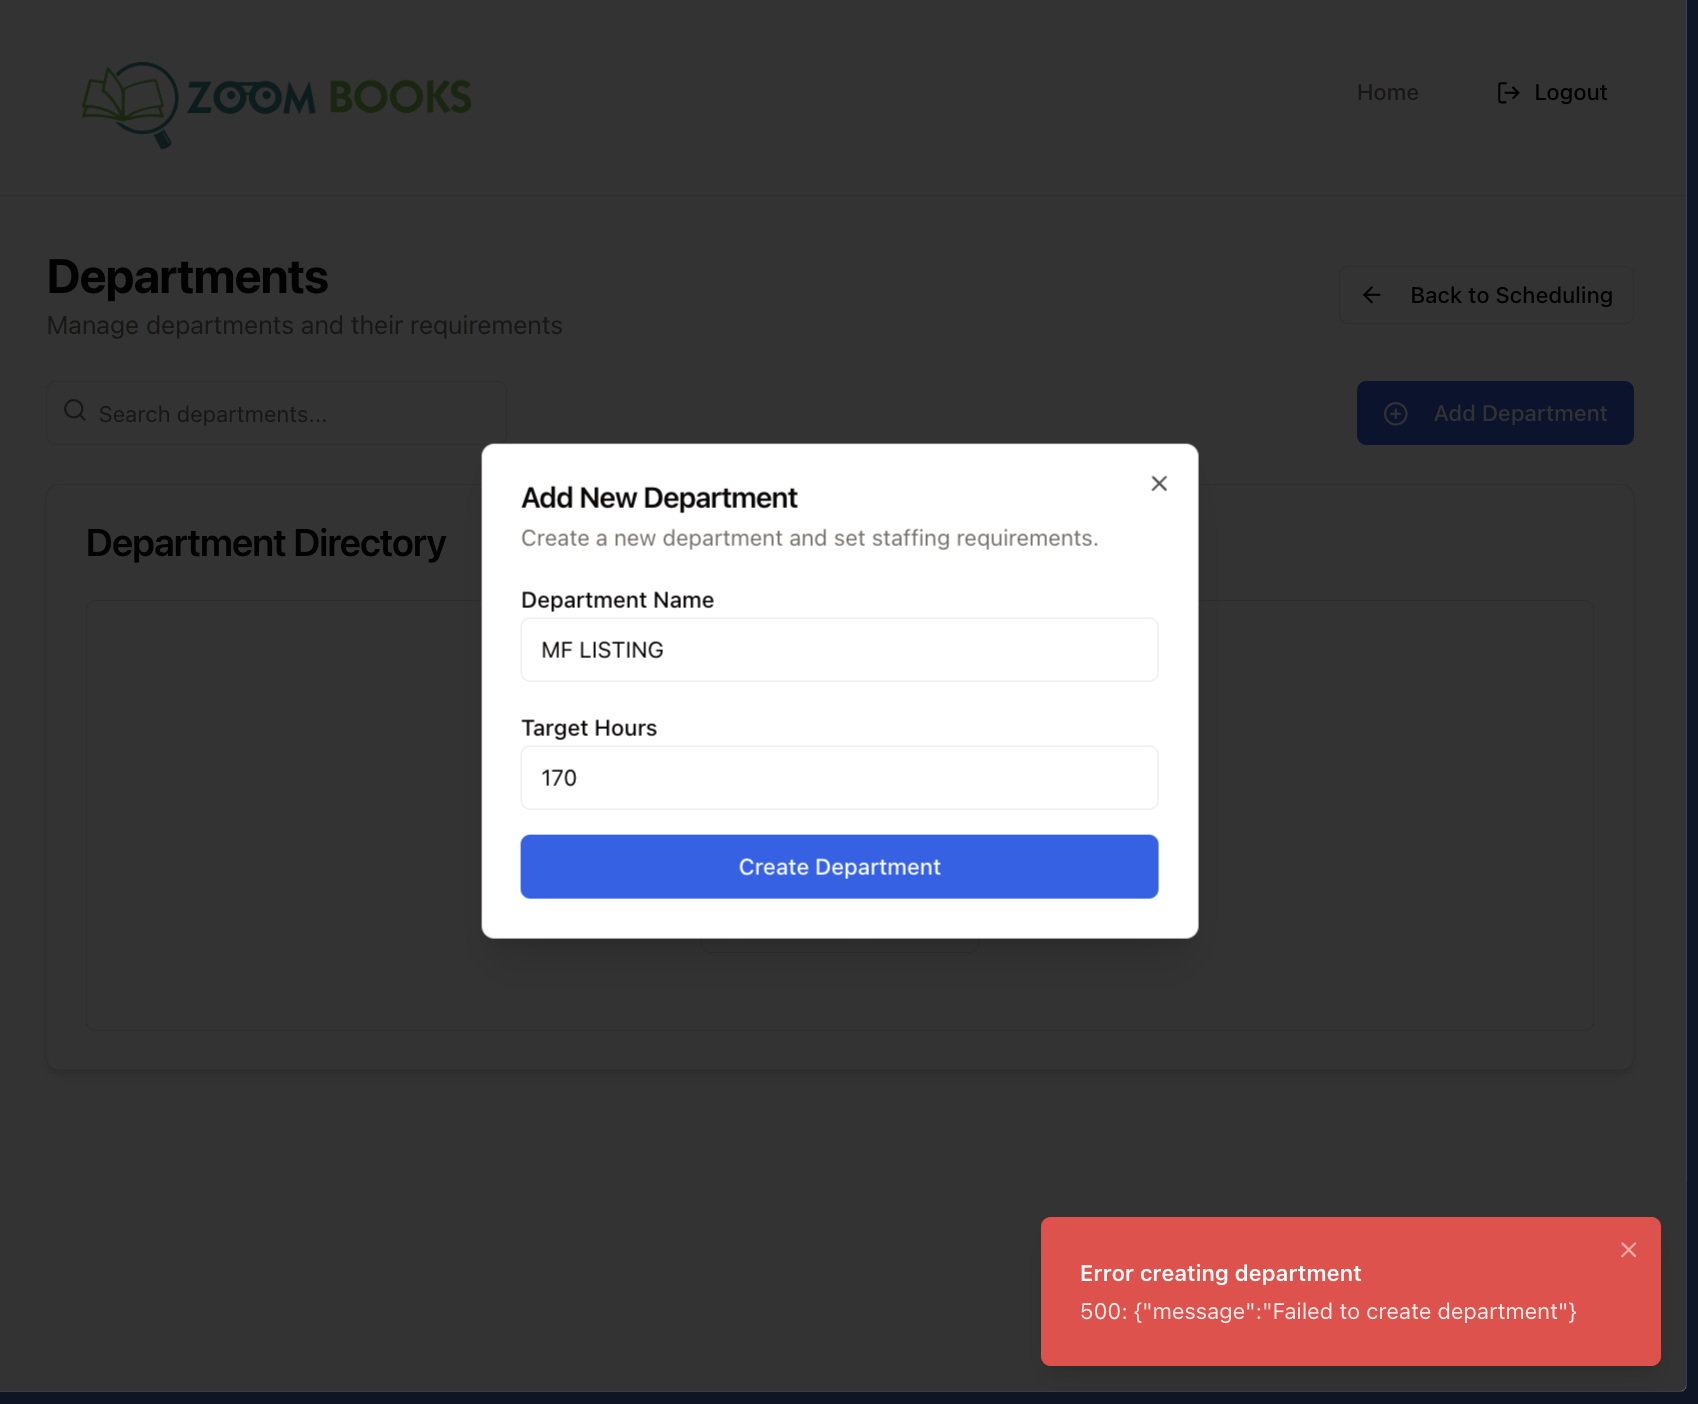 ZOOM BOOKS
Home
Logout
Departments
Manage departments and their requirements
Back to Scheduling
Search departments...
Add Department
Department Directory
Add New Department
Create a new department and set staffing requirements.
Department Name
MF LISTING
Target Hours
170
Create Department
Error creating department
500: {"message":"Failed to create department"}